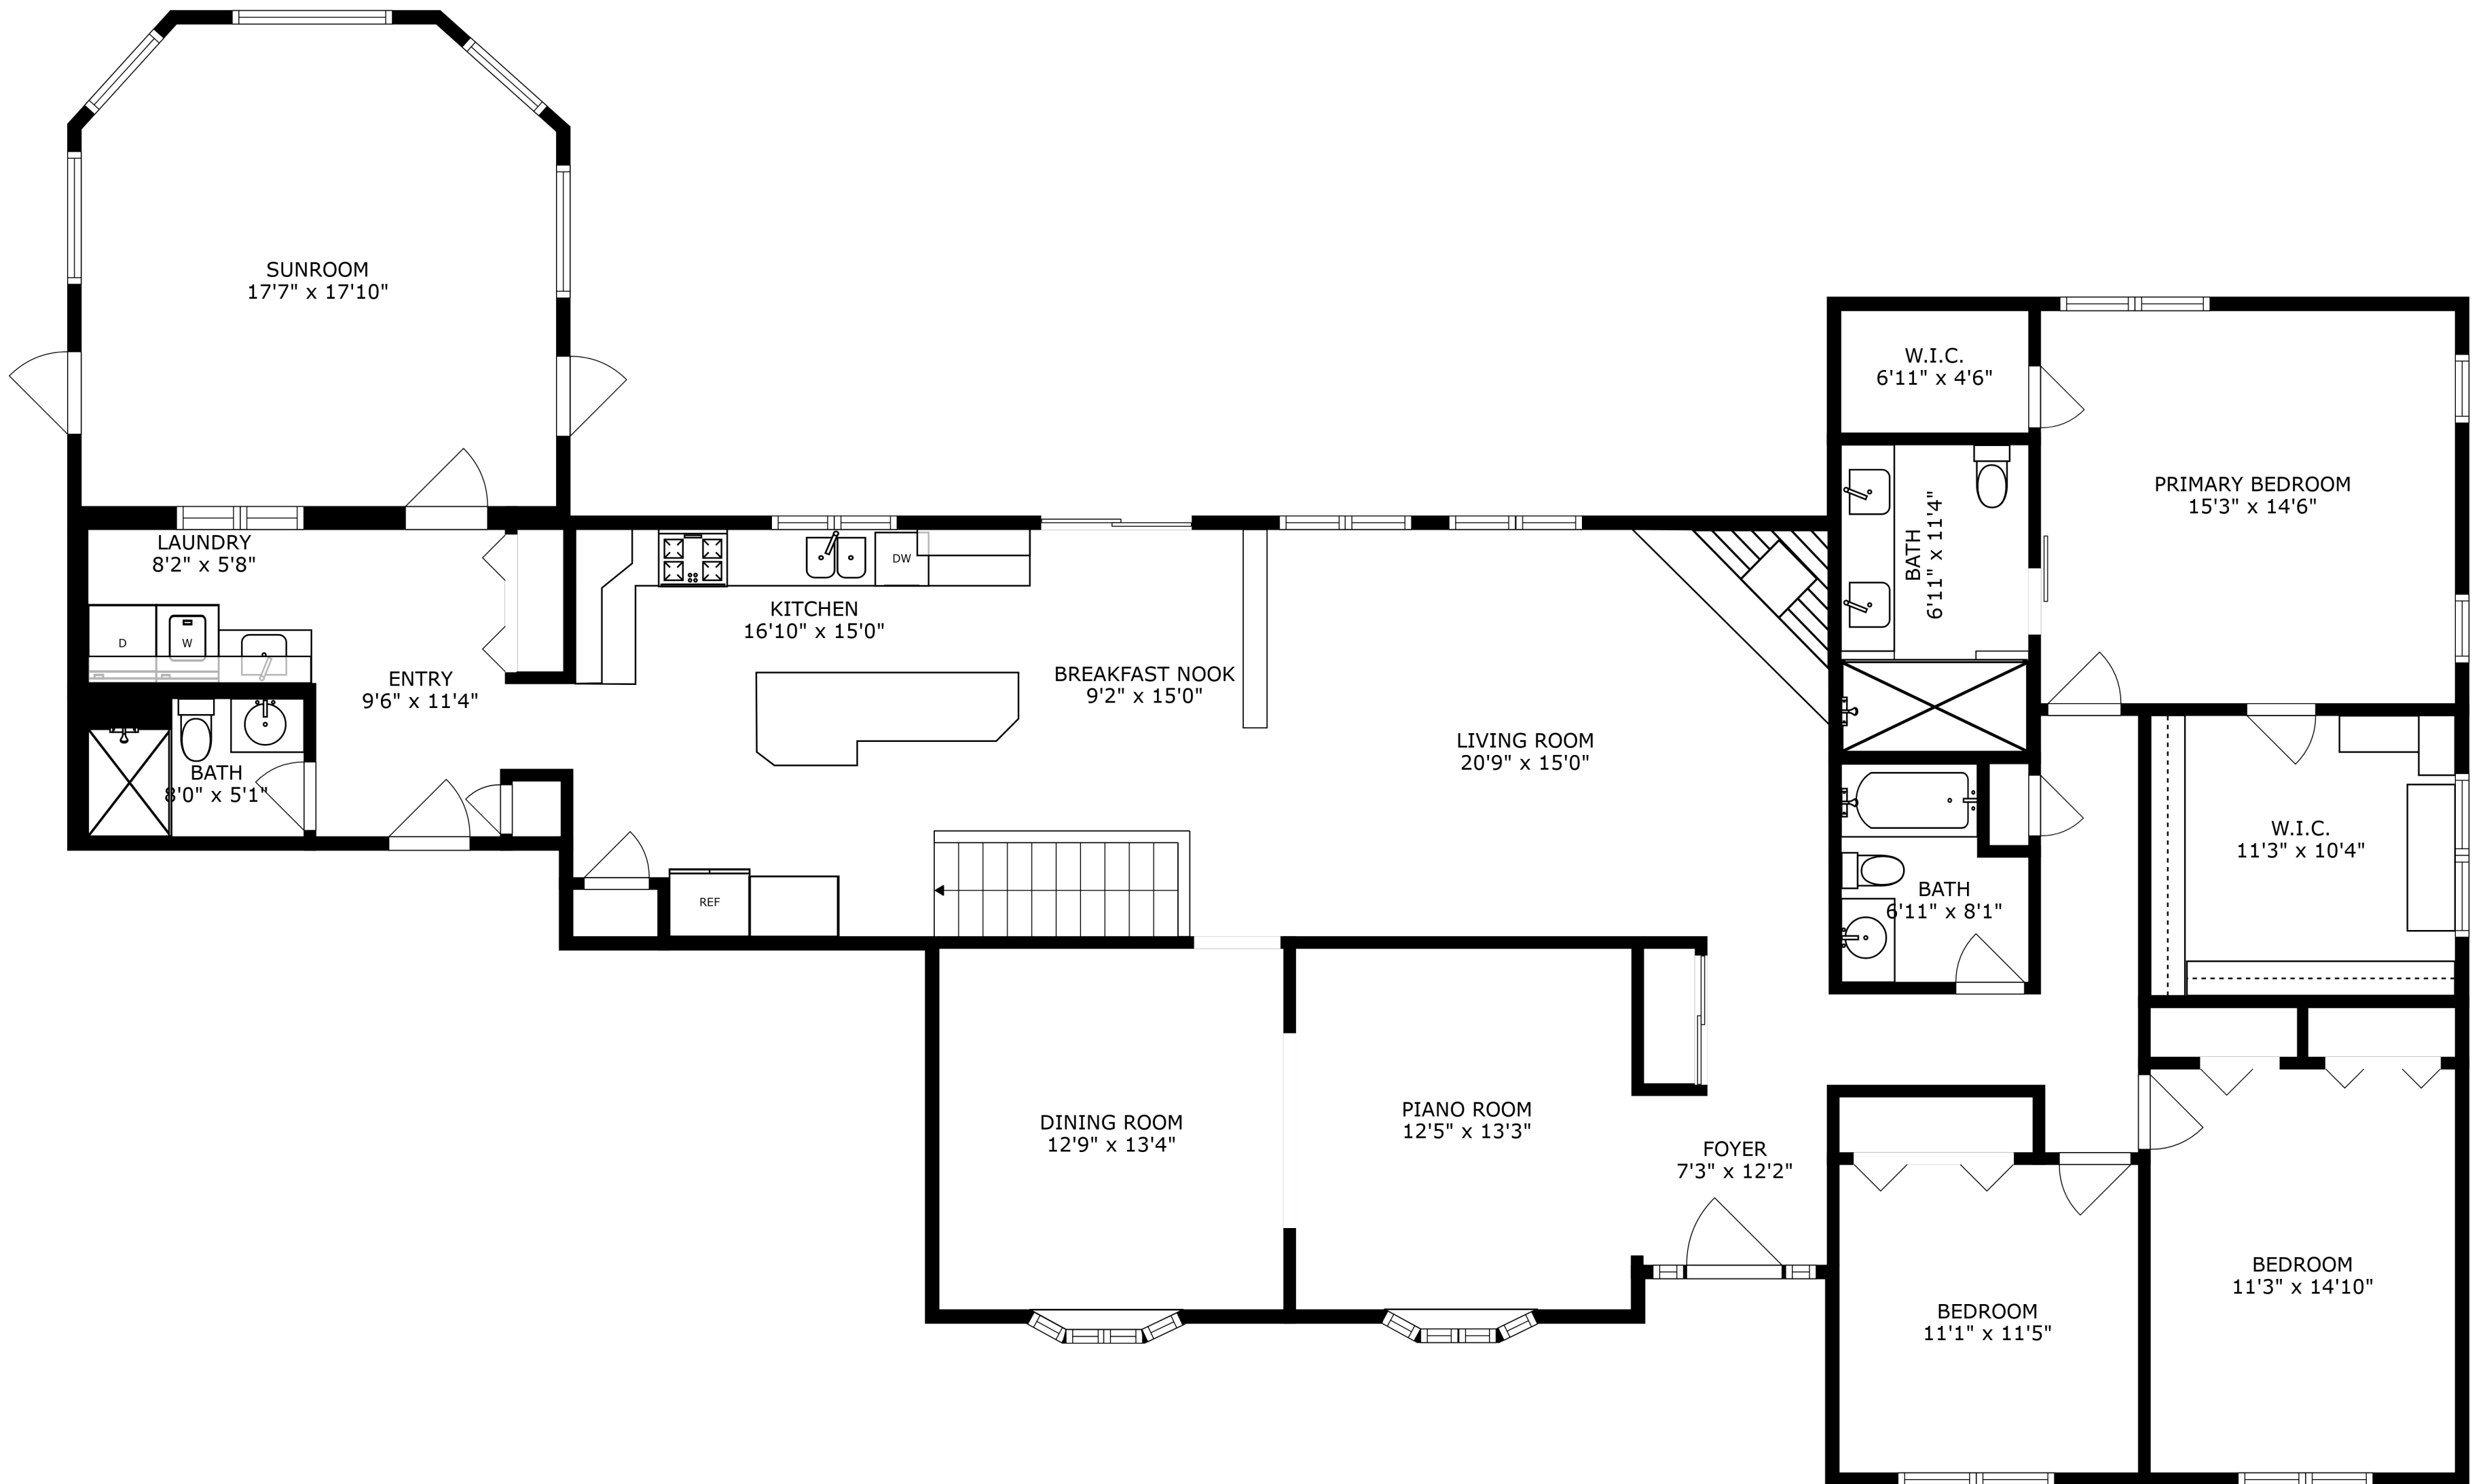 SUNROOM
17'7" x 17'10"
W.I.C.
6'11" x 4'6"
PRIMARY BEDROOM
15'3" x 14'6"
BATH
6'11" x 11'4"
LAUNDRY
8'2" x 5'8"
DW
KITCHEN
16'10" x 15'0"
D
W
ENTRY
9'6" x 11'4"
BREAKFAST NOOK
9'2" x 15'0"
LIVING ROOM
20'9" x 15'0"
BATH
8'0" x 5'1"
W.I.C.
11'3" x 10'4"
REF
BATH
6'11" x 8'1"
DINING ROOM
12'9" x 13'4"
PIANO ROOM
12'5" x 13'3"
FOYER
7'3" x 12'2"
BEDROOM
11'3" x 14'10"
BEDROOM
11'1" x 11'5"